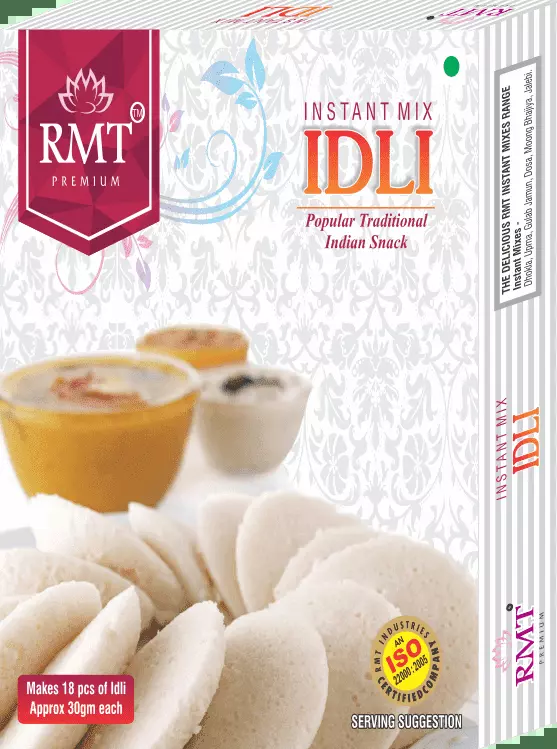 RMT TM
PREMIUM
INSTANT MIX
IDLI
Popular Traditional
Indian Snack
Makes 18 pcs of Idli
Approx 30gm each
RMT INDUSTRIES
AN
ISO
22000 : 2005
CERTIFIED COMPANY
SERVING SUGGESTION
THE DELICIOUS RMT INSTANT MIXES RANGE
Instant Mixes -
Dhokla, Upma, Gulab Jamun, Dosa, Moong Bhajiya, Jalebi,
INSTANT MIX
IDLI
RMT
PREMIUM
IDLI
RMT